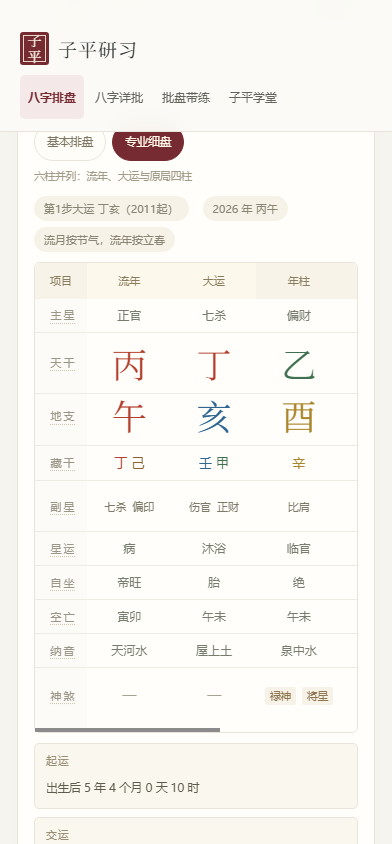 子平
子平研习
八字排盘 八字详批 批盘带练 子平学堂
基本排盘 专业细盘
六柱并列：流年、大运与原局四柱
第1步大运 丁亥（2011起） 2026 年 丙午
流月按节气，流年按立春
项目 流年 大运 年柱
主星 正官 七杀 偏财
天干 丙 丁 乙
地支 午 亥 酉
藏干 丁 己 壬 甲 辛
副星 七杀 偏印 伤官 正财 比肩
星运 病 沐浴 临官
自坐 帝旺 胎 绝
空亡 寅卯 午未 午未
纳音 天河水 屋上土 泉中水
神煞 — — 禄神 将星
起运
出生后 5 年 4 个月 0 天 10 时
交运